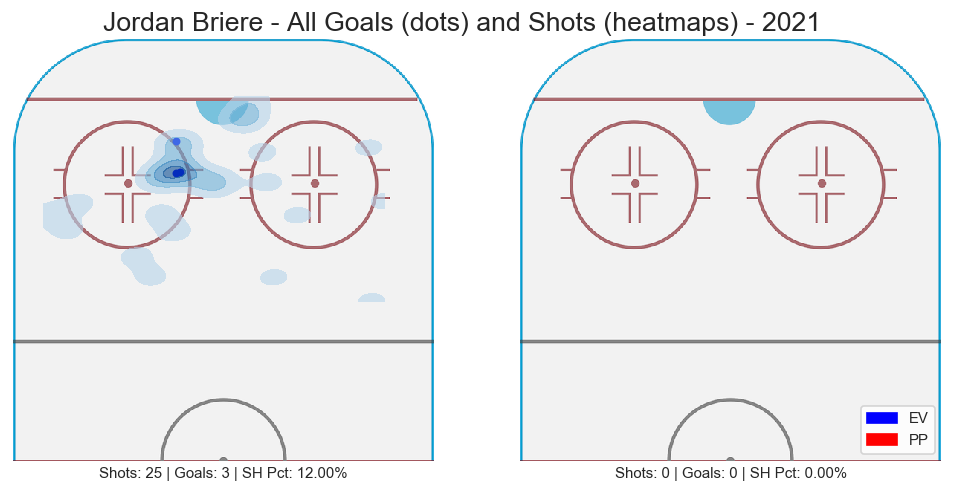 Jordan Briere - All Goals (dots) and Shots (heatmaps) - 2021
EV
PP
Shots: 25 | Goals: 3 | SH Pct: 12.00%
Shots: 0 | Goals: 0 | SH Pct: 0.00%